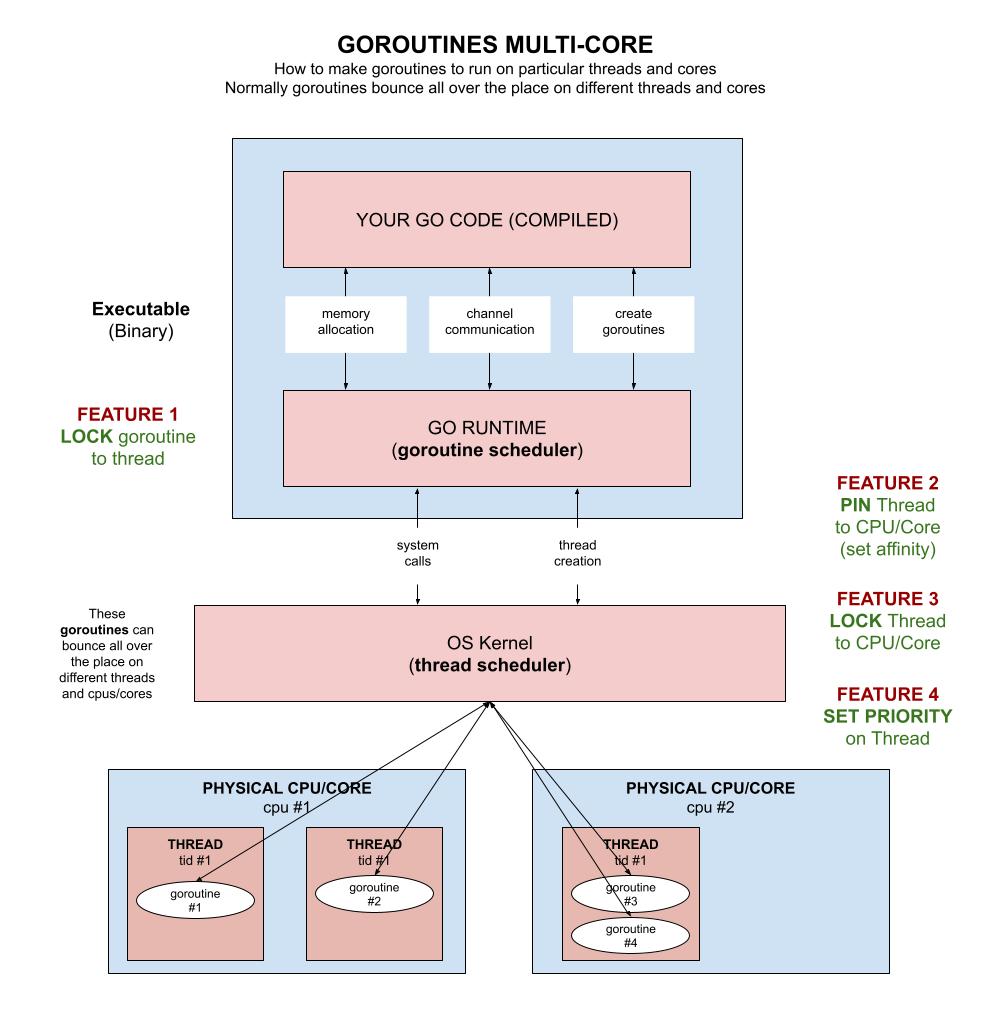 GOROUTINES MULTI-CORE
How to make goroutines to run on particular threads and cores
Normally goroutines bounce all over the place on different threads and cores
YOUR GO CODE (COMPILED)
Executable
(Binary)
memory
allocation
channel
communication
create
goroutines
FEATURE 1
LOCK goroutine
to thread
GO RUNTIME
(goroutine scheduler)
FEATURE 2
PIN Thread
to CPU/Core
(set affinity)
system
calls
thread
creation
FEATURE 3
LOCK Thread
to CPU/Core
These
goroutines can
bounce all over
the place on
different threads
and cpus/cores
OS Kernel
(thread scheduler)
FEATURE 4
SET PRIORITY
on Thread
PHYSICAL CPU/CORE
cpu #1
THREAD
tid #1
goroutine
#1
THREAD
tid #1
goroutine
#2
PHYSICAL CPU/CORE
cpu #2
THREAD
tid #1
goroutine
#3
goroutine
#4